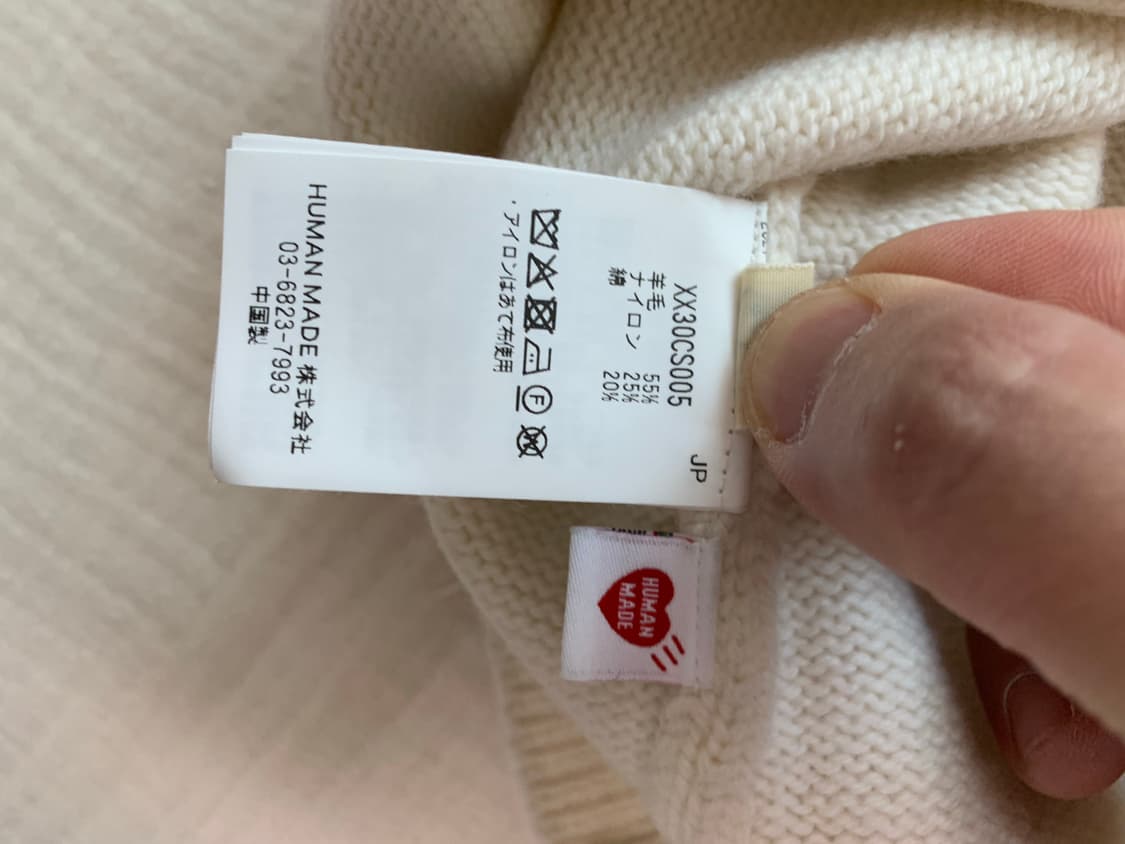 JP
XX30CS005
羊毛 55%
ナイロン 25%
綿 20%
F
W
・アイロンはあて布使用
HUMAN MADE 株式会社
03-6823-7993
中国製
HUMAN
MADE